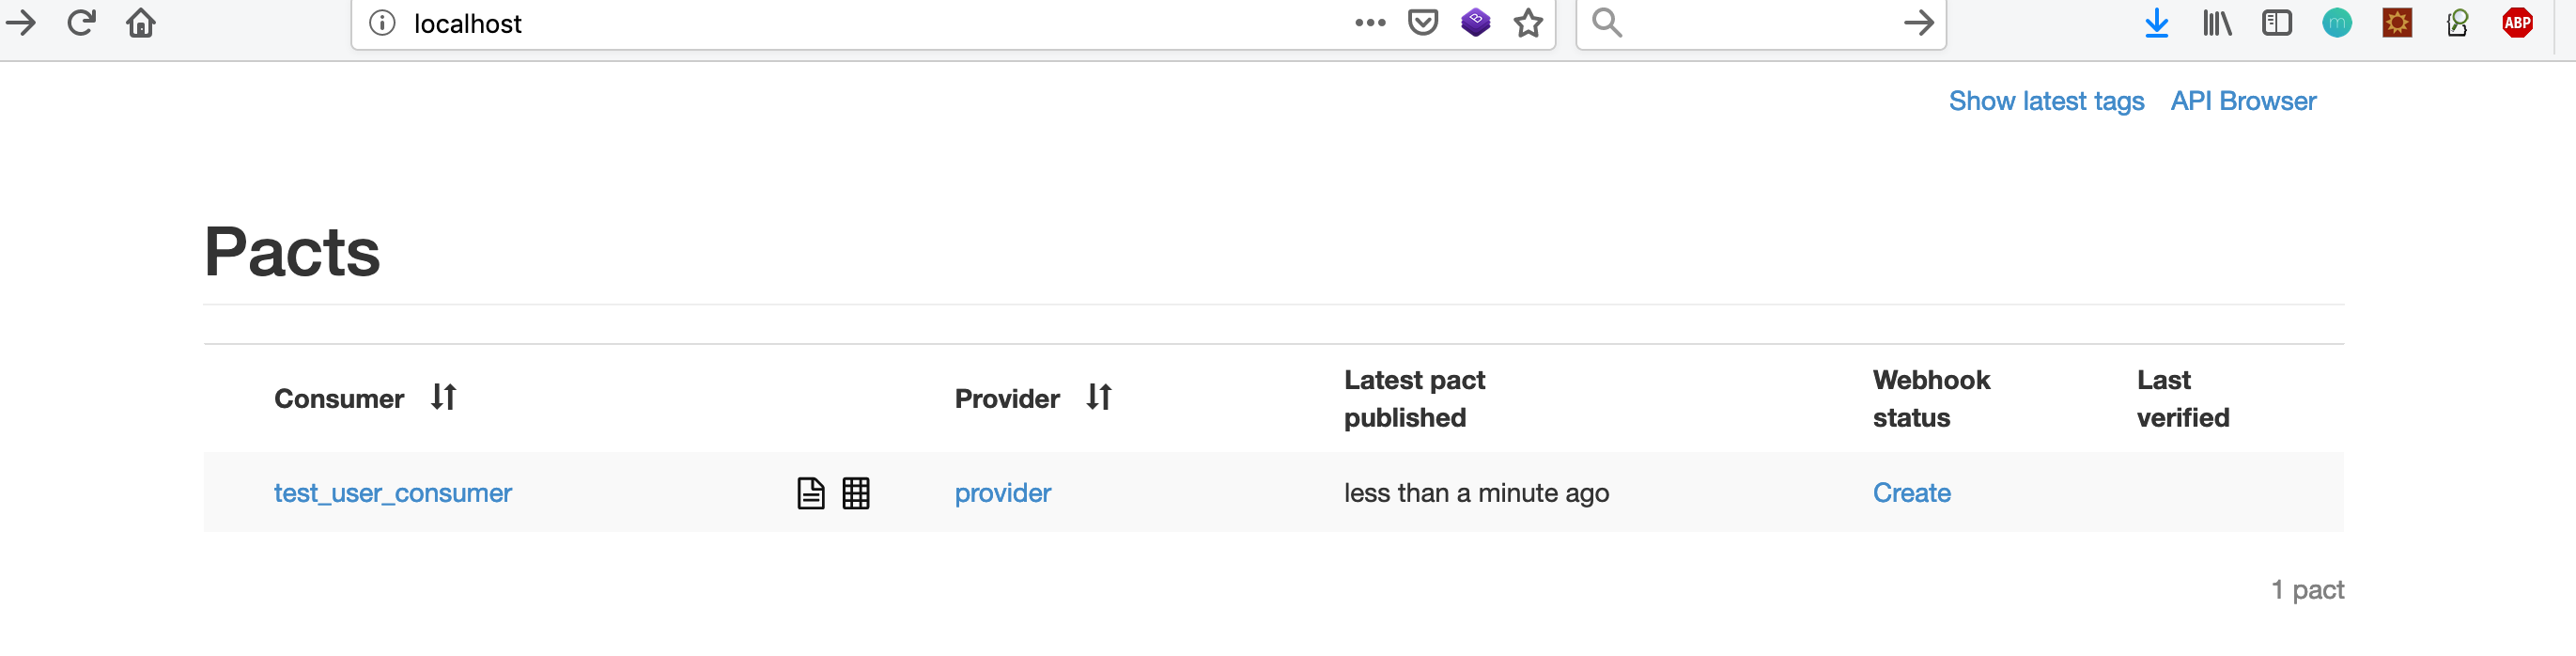 localhost
ABP
Show latest tags API Browser
Pacts
Consumer Provider Latest pact published Webhook status Last verified
test_user_consumer provider less than a minute ago Create
1 pact